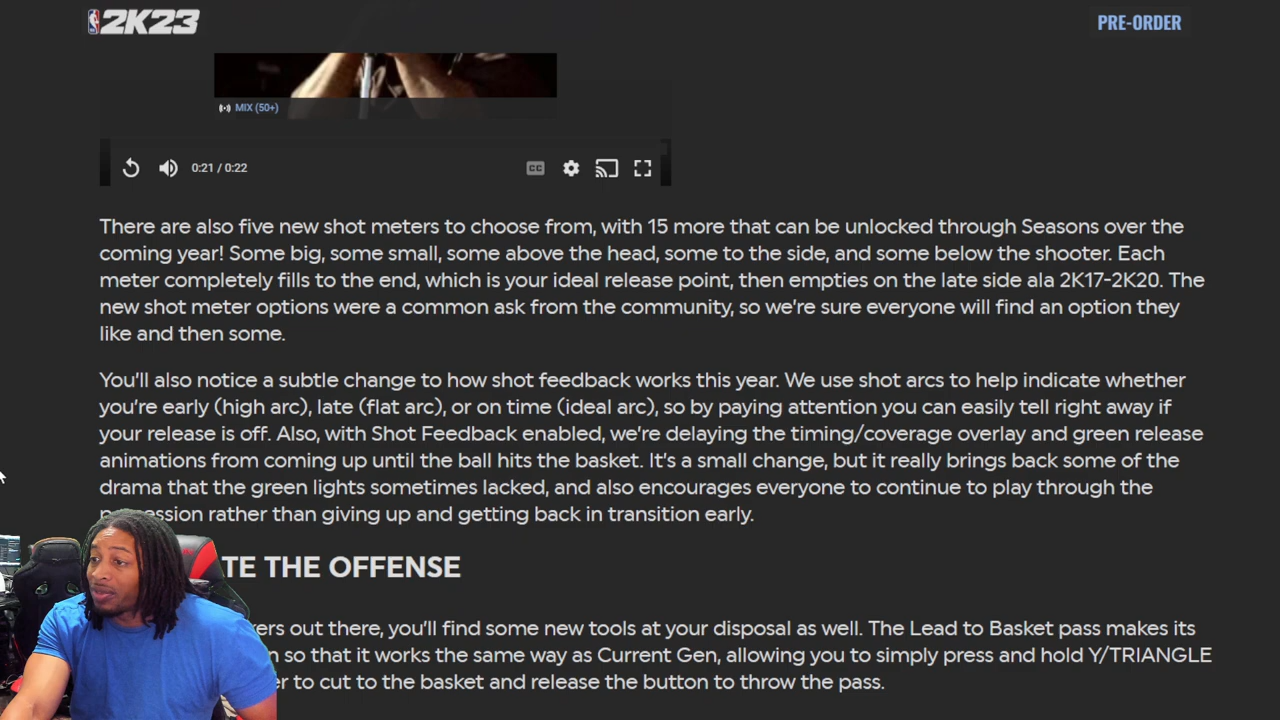 2K23
PRE-ORDER
MIX (50+)
0:21 / 0:22
CC
There are also five new shot meters to choose from, with 15 more that can be unlocked through Seasons over the
coming year! Some big, some small, some above the head, some to the side, and some below the shooter. Each
meter completely fills to the end, which is your ideal release point, then empties on the late side ala 2K17-2K20. The
new shot meter options were a common ask from the community, so we're sure everyone will find an option they
like and then some.
You'll also notice a subtle change to how shot feedback works this year. We use shot arcs to help indicate whether
you're early (high arc), late (flat arc), or on time (ideal arc), so by paying attention you can easily tell right away if
your release is off. Also, with Shot Feedback enabled, we're delaying the timing/coverage overlay and green release
animations from coming up until the ball hits the basket. It's a small change, but it really brings back some of the
drama that the green lights sometimes lacked, and also encourages everyone to continue to play through the
rather than giving up and getting back in transition early.
TE THE OFFENSE
out there, you'll find some new tools at your disposal as well. The Lead to Basket pass makes its
so that it works the same way as Current Gen, allowing you to simply press and hold Y/TRIANGLE
to cut to the basket and release the button to throw the pass.